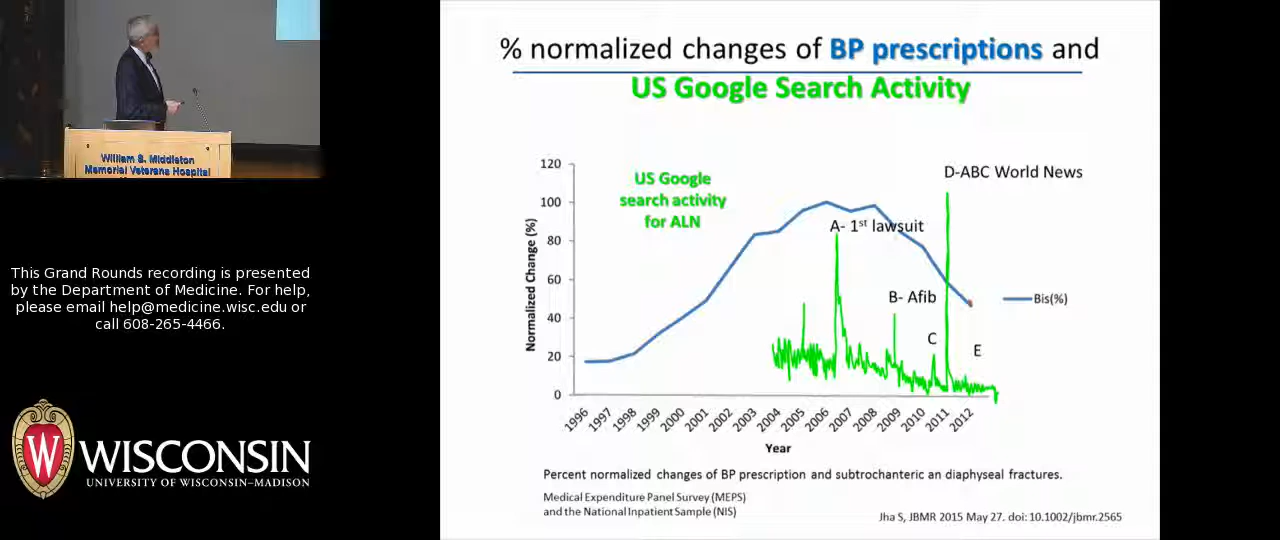 William S. Middleton
Memorial Veterans Hospital
This Grand Rounds recording is presented
by the Department of Medicine. For help,
please email help@medicine.wisc.edu or
call 608-265-4466.
W
WISCONSIN
UNIVERSITY OF WISCONSIN–MADISON
% normalized changes of BP prescriptions and
US Google Search Activity
US Google
search activity
for ALN
D-ABC World News
A- 1st lawsuit
B- Afib
C
E
Bis(%)
Normalized Change (%)
120
100
80
60
40
20
0
1996 1997 1998 1999 2000 2001 2002 2003 2004 2005 2006 2007 2008 2009 2010 2011 2012
Year
Percent normalized changes of BP prescription and subtrochanteric an diaphyseal fractures.
Medical Expenditure Panel Survey (MEPS)
and the National Inpatient Sample (NIS)
Jha S, JBMR 2015 May 27. doi: 10.1002/jbmr.2565